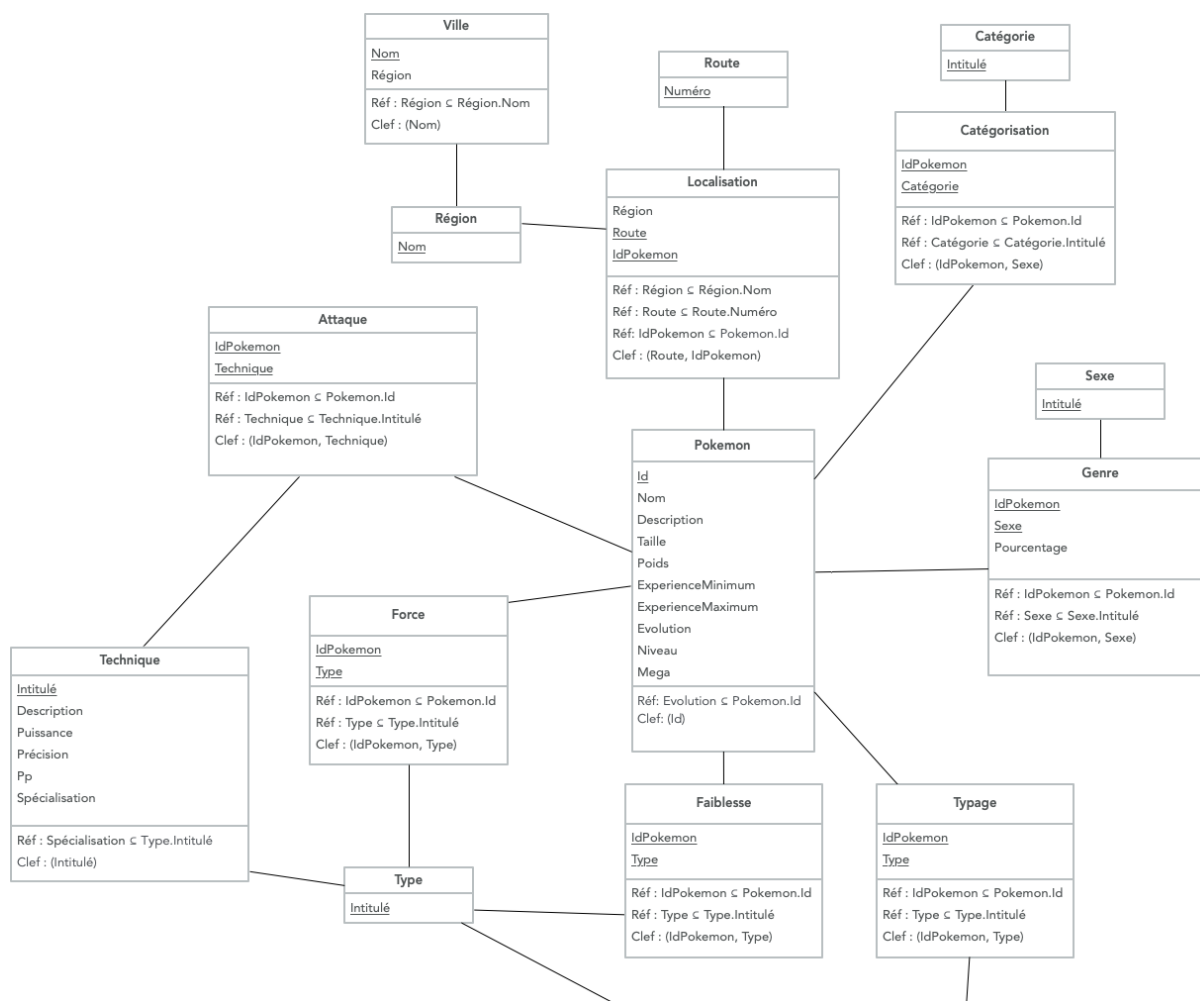 Ville
Nom
Région
Réf : Région ⊆ Région.Nom
Clef : (Nom)
Route
Numéro
Catégorie
Intitulé
Catégorisation
IdPokemon
Catégorie
Réf : IdPokemon ⊆ Pokemon.Id
Réf : Catégorie ⊆ Catégorie.Intitulé
Clef : (IdPokemon, Sexe)
Région
Nom
Localisation
Région
Route
IdPokemon
Réf : Région ⊆ Région.Nom
Réf : Route ⊆ Route.Numéro
Réf: IdPokemon ⊆ Pokemon.Id
Clef : (Route, IdPokemon)
Attaque
IdPokemon
Technique
Réf : IdPokemon ⊆ Pokemon.Id
Réf : Technique ⊆ Technique.Intitulé
Clef : (IdPokemon, Technique)
Sexe
Intitulé
Pokemon
Id
Nom
Description
Taille
Poids
ExperienceMinimum
ExperienceMaximum
Evolution
Niveau
Mega
Réf: Evolution ⊆ Pokemon.Id
Clef: (Id)
Genre
IdPokemon
Sexe
Pourcentage
Réf : IdPokemon ⊆ Pokemon.Id
Réf : Sexe ⊆ Sexe.Intitulé
Clef : (IdPokemon, Sexe)
Force
IdPokemon
Type
Réf : IdPokemon ⊆ Pokemon.Id
Réf : Type ⊆ Type.Intitulé
Clef : (IdPokemon, Type)
Technique
Intitulé
Description
Puissance
Précision
Pp
Spécialisation
Réf : Spécialisation ⊆ Type.Intitulé
Clef : (Intitulé)
Type
Intitulé
Faiblesse
IdPokemon
Type
Réf : IdPokemon ⊆ Pokemon.Id
Réf : Type ⊆ Type.Intitulé
Clef : (IdPokemon, Type)
Typage
IdPokemon
Type
Réf : IdPokemon ⊆ Pokemon.Id
Réf : Type ⊆ Type.Intitulé
Clef : (IdPokemon, Type)